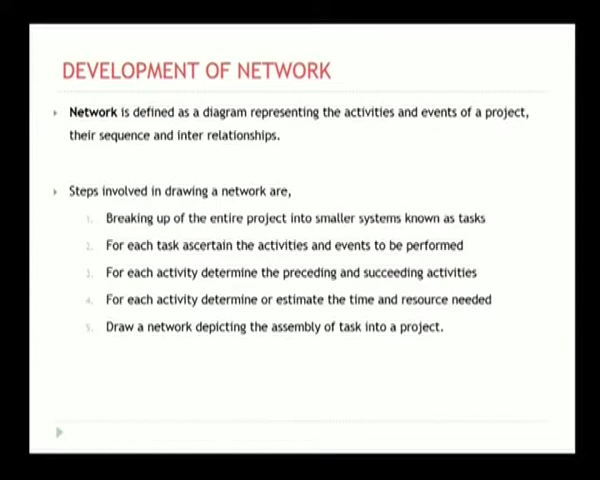 DEVELOPMENT OF NETWORK
Network is defined as a diagram representing the activities and events of a project,
their sequence and inter relationships.
Steps involved in drawing a network are,
1. Breaking up of the entire project into smaller systems known as tasks
2. For each task ascertain the activities and events to be performed
3. For each activity determine the preceding and succeeding activities
4. For each activity determine or estimate the time and resource needed
5. Draw a network depicting the assembly of task into a project.